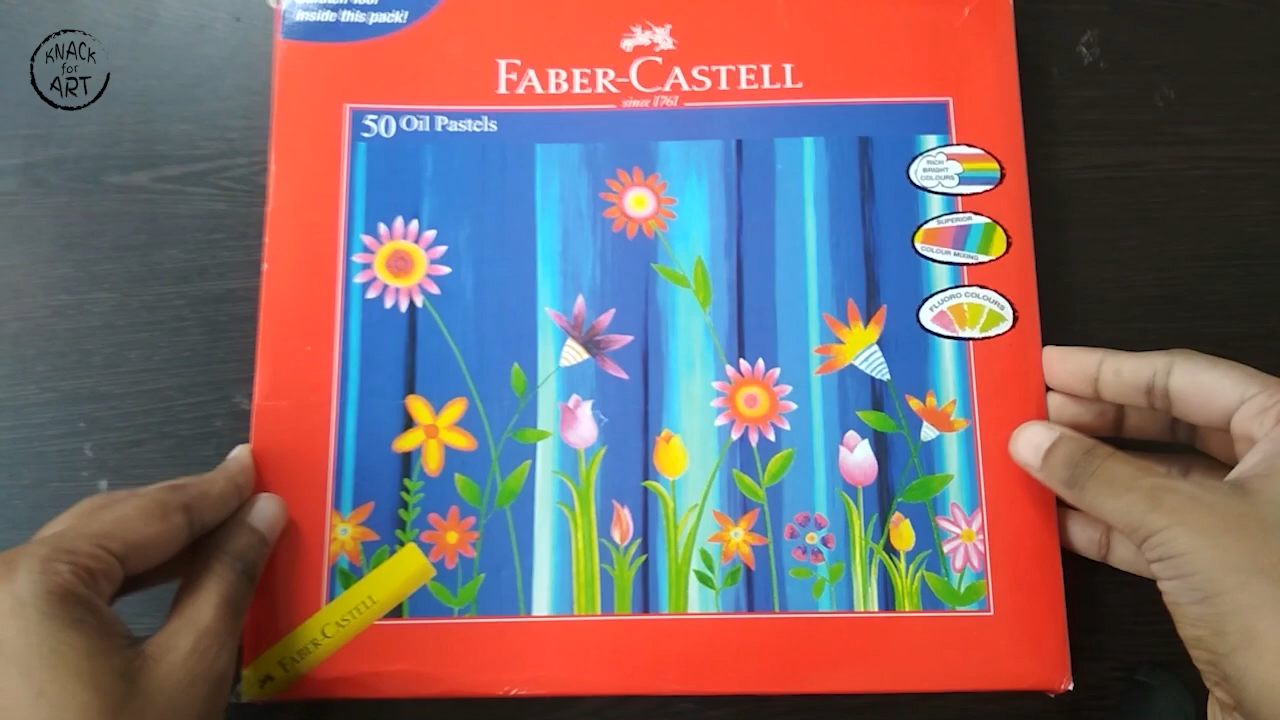 inside this pack!
KNACK
for
ART
FABER-CASTELL
since 1761
50 Oil Pastels
RICH
BRIGHT
COLOURS
SUPERIOR
COLOUR MIXING
FLUORO COLOURS
FABER-CASTELL